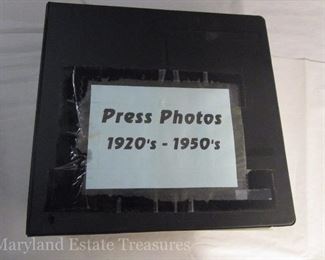 Press Photos
1920's - 1950's
Maryland Estate Treasures